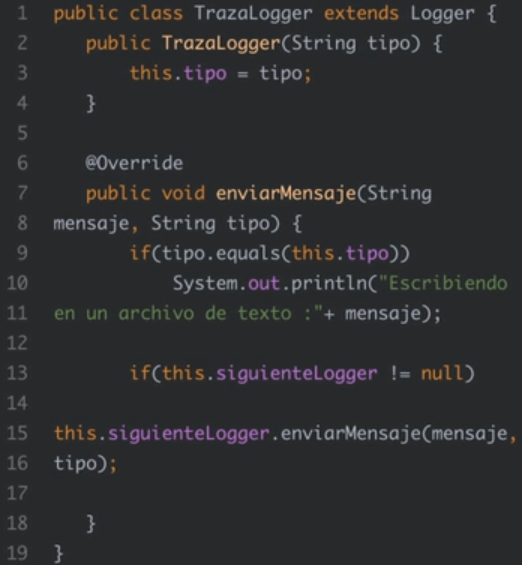 1 public class TrazaLogger extends Logger {
2 public TrazaLogger(String tipo) {
3 this.tipo = tipo;
4 }
5
6 @Override
7 public void enviarMensaje(String
8 mensaje, String tipo) {
9 if(tipo.equals(this.tipo))
10 System.out.println("Escribiendo
11 en un archivo de texto :"+ mensaje);
12
13 if(this.siguienteLogger != null)
14
15 this.siguienteLogger.enviarMensaje(mensaje,
16 tipo);
17
18 }
19 }